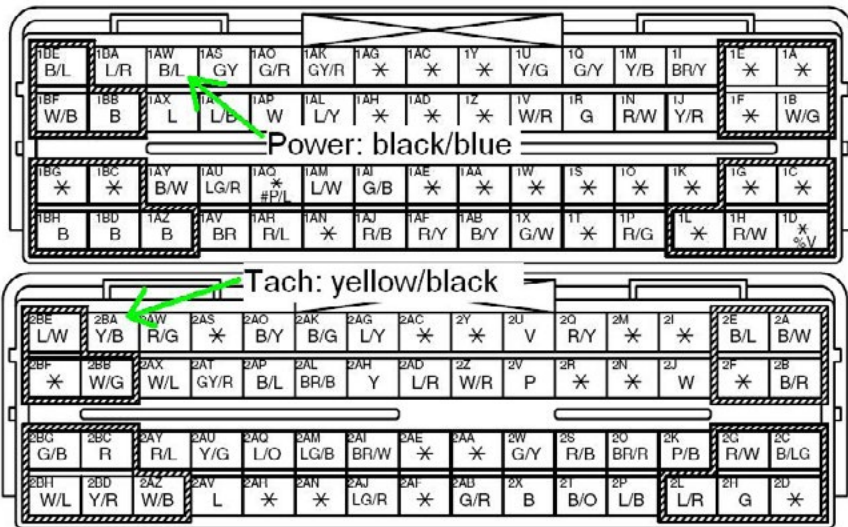 1BE 1BA 1AW 1AS 1AO 1AK 1AG 1AC 1Y 1U 1Q 1M 1I 1E 1A
B/L L/R B/L GY G/R GY/R * * * Y/G G/Y Y/B BR/Y * *
1BF 1BB 1AX 1AP 1AL 1AH 1AD 1Z 1V 1R 1N 1J 1F 1B
W/B B L L/B W L/Y * * * W/R G R/W Y/R * W/G
Power: black/blue
1BG 1BC 1AY 1AU 1AQ 1AM 1AI 1AE 1AA 1W 1S 1O 1K 1G 1C
* * B/W LG/R * L/W G/B * * * * * * * *
#P/L
1BH 1BD 1AZ 1AV 1AR 1AN 1AJ 1AF 1AB 1X 1T 1P 1L 1H 1D
B B B BR R/L * R/B R/Y B/Y G/W * R/G * R/W *
%V
Tach: yellow/black
2BE 2BA 2AW 2AS 2AO 2AK 2AG 2AC 2Y 2U 2Q 2M 2I 2E 2A
L/W Y/B R/G * B/Y B/G L/Y * * V R/Y * * B/L B/W
2BF 2BB 2AX 2AT 2AP 2AL 2AH 2AD 2Z 2V 2R 2N 2J 2F 2B
* W/G W/L GY/R B/L BR/B Y L/R W/R P * * W * B/R
2BG 2BC 2AY 2AU 2AQ 2AM 2AI 2AE 2AA 2W 2S 2O 2K 2G 2C
G/B R R/L Y/G L/O LG/B BR/W * * G/Y R/B BR/R P/B R/W B/LG
2BH 2BD 2AZ 2AV 2AR 2AN 2AJ 2AF 2AB 2X 2T 2P 2L 2H 2D
W/L Y/R W/B L * * LG/R * G/R B B/O L/B L/R G *